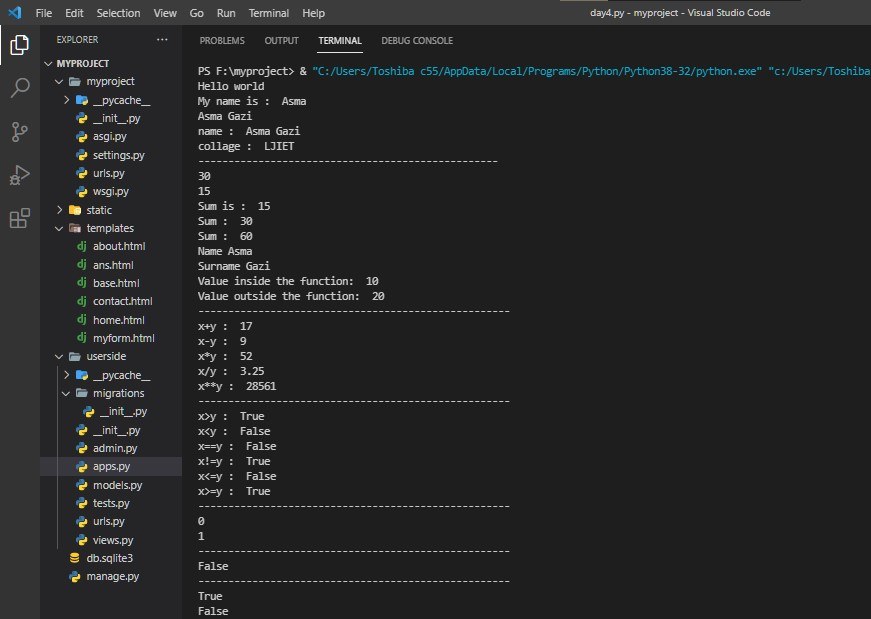 File Edit Selection View Go Run Terminal Help
day4.py - myproject - Visual Studio Code
EXPLORER ···
MYPROJECT
myproject
__pycache__
__init__.py
asgi.py
settings.py
urls.py
wsgi.py
static
templates
about.html
ans.html
base.html
contact.html
home.html
myform.html
userside
__pycache__
migrations
__init__.py
__init__.py
admin.py
apps.py
models.py
tests.py
urls.py
views.py
db.sqlite3
manage.py
PROBLEMS OUTPUT TERMINAL DEBUG CONSOLE
PS F:\myproject> & "C:/Users/Toshiba c55/AppData/Local/Programs/Python/Python38-32/python.exe" "c:/Users/Toshiba
Hello world
My name is :  Asma
Asma Gazi
name :  Asma Gazi
collage :  LJIET
--------------------------------------------------
30
15
Sum is :  15
Sum :  30
Sum :  60
Name Asma
Surname Gazi
Value inside the function:  10
Value outside the function:  20
----------------------------------------------------
x+y :  17
x-y :  9
x*y :  52
x/y :  3.25
x**y :  28561
----------------------------------------------------
x>y :  True
x<y :  False
x==y :  False
x!=y :  True
x<=y :  False
x>=y :  True
----------------------------------------------------
0
1
----------------------------------------------------
False
----------------------------------------------------
True
False